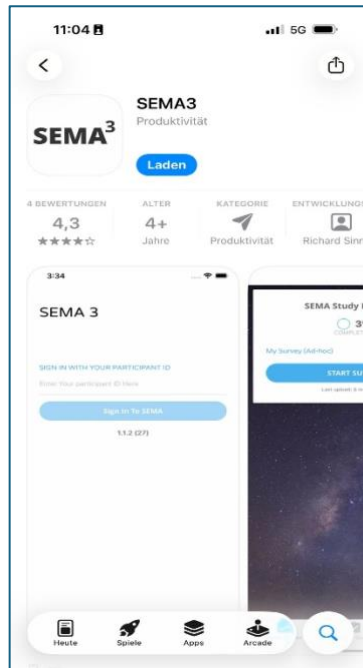 11:04
5G
SEMA³
SEMA3
Produktivität
Laden
4 BEWERTUNGEN
ALTER
KATEGORIE
ENTWICKLUNG
4,3
4+
Jahre
Produktivität
Richard Sinn
3:34
SEMA 3
SIGN IN WITH YOUR PARTICIPANT ID
Enter Your participant ID Here
Sign In To SEMA
1.1.2 (27)
SEMA Study
COMPLET
My Survey (Ad-hoc)
START SU
Heute
Spiele
Apps
Arcade